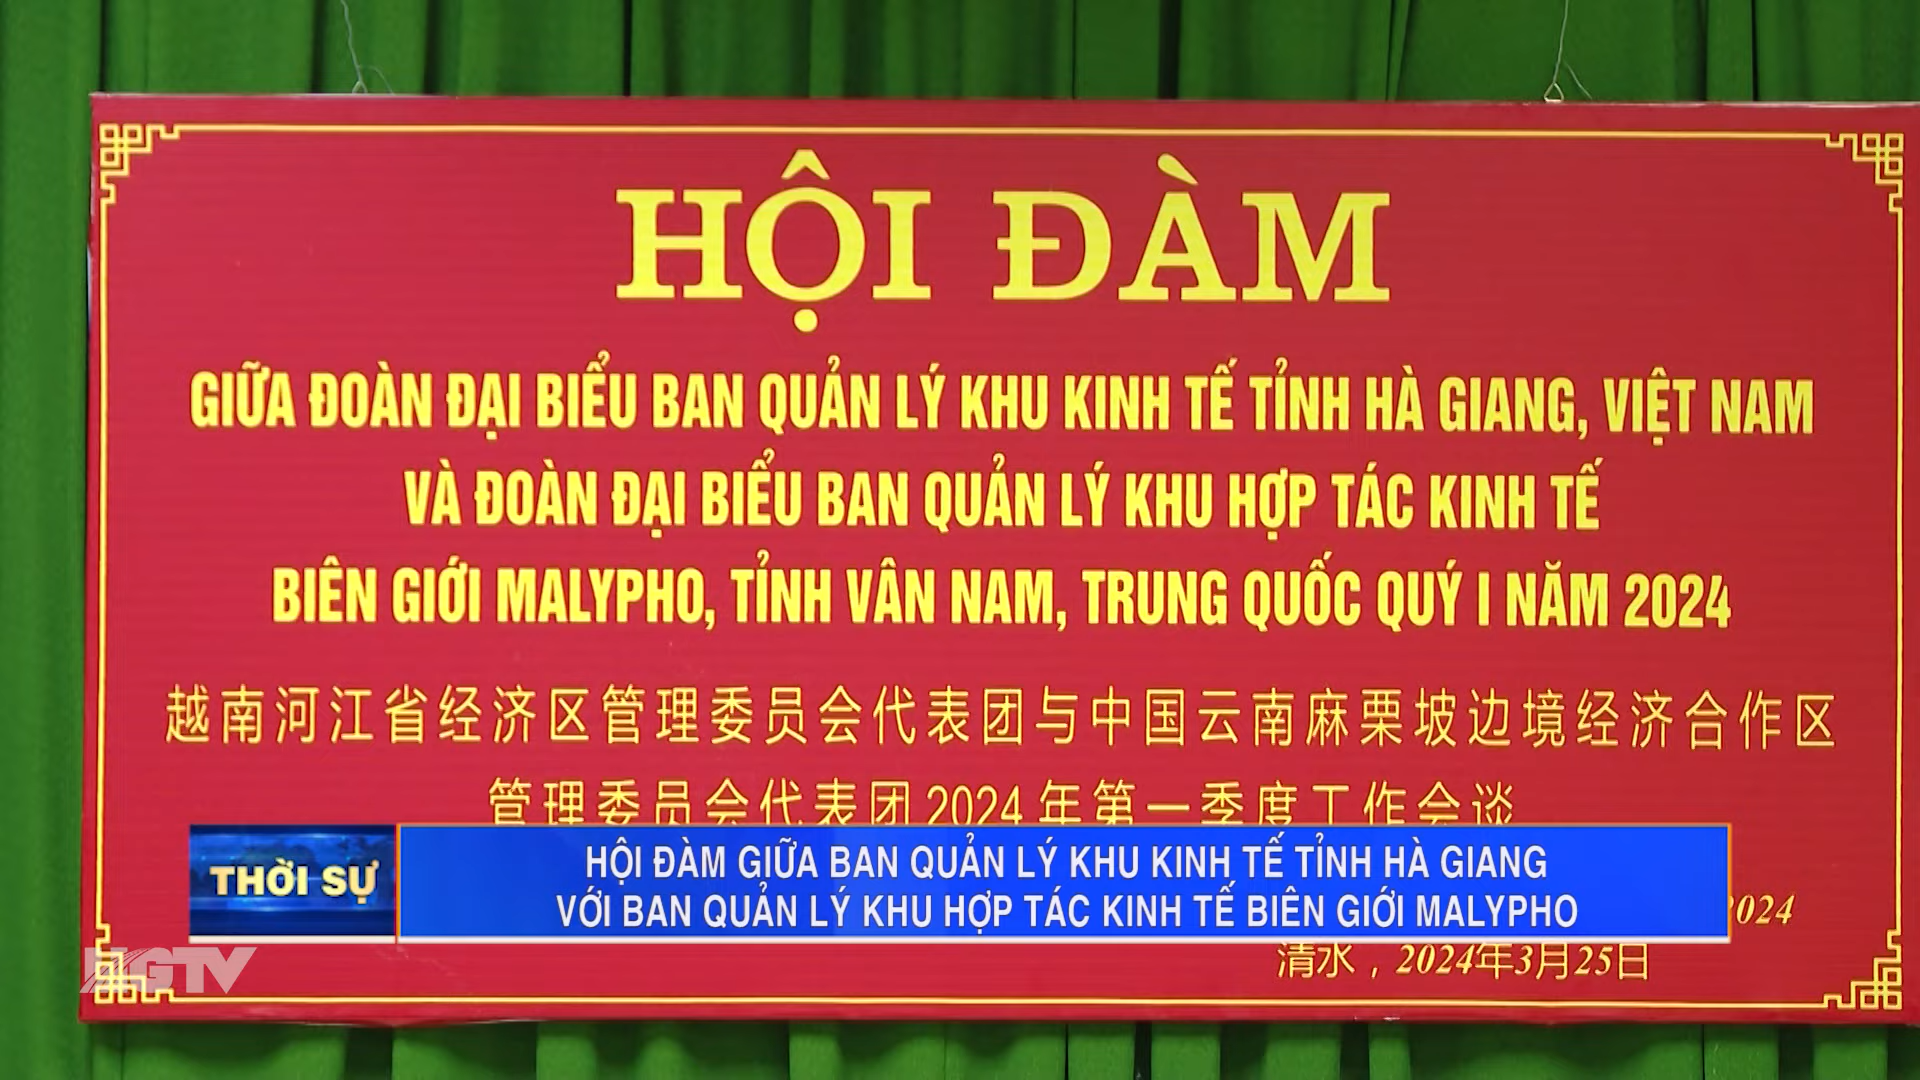 HỘI ĐÀM
GIỮA ĐOÀN ĐẠI BIỂU BAN QUẢN LÝ KHU KINH TẾ TỈNH HÀ GIANG, VIỆT NAM
VÀ ĐOÀN ĐẠI BIỂU BAN QUẢN LÝ KHU HỢP TÁC KINH TẾ
BIÊN GIỚI MALYPHO, TỈNH VÂN NAM, TRUNG QUỐC QUÝ I NĂM 2024
越南河江省经济区管理委员会代表团与中国云南麻栗坡边境经济合作区
管理委员会代表团2024年第一季度工作会谈
THỜI SỰ
HỘI ĐÀM GIỮA BAN QUẢN LÝ KHU KINH TẾ TỈNH HÀ GIANG
VỚI BAN QUẢN LÝ KHU HỢP TÁC KINH TẾ BIÊN GIỚI MALYPHO
2024
清水，2024年3月25日
HGTV